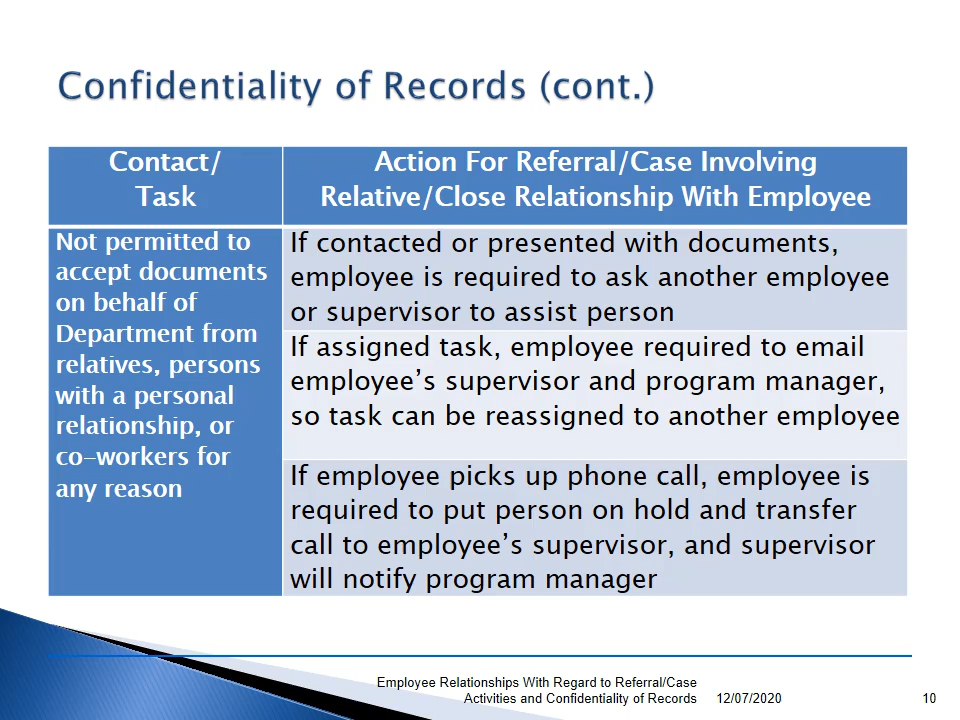 Confidentiality of Records (cont.)
Contact/
Task
Action For Referral/Case Involving
Relative/Close Relationship With Employee
Not permitted to
accept documents
on behalf of
Department from
relatives, persons
with a personal
relationship, or
co-workers for
any reason
If contacted or presented with documents,
employee is required to ask another employee
or supervisor to assist person
If assigned task, employee required to email
employee's supervisor and program manager,
so task can be reassigned to another employee
If employee picks up phone call, employee is
required to put person on hold and transfer
call to employee's supervisor, and supervisor
will notify program manager
Employee Relationships With Regard to Referral/Case
Activities and Confidentiality of Records
12/07/2020
10